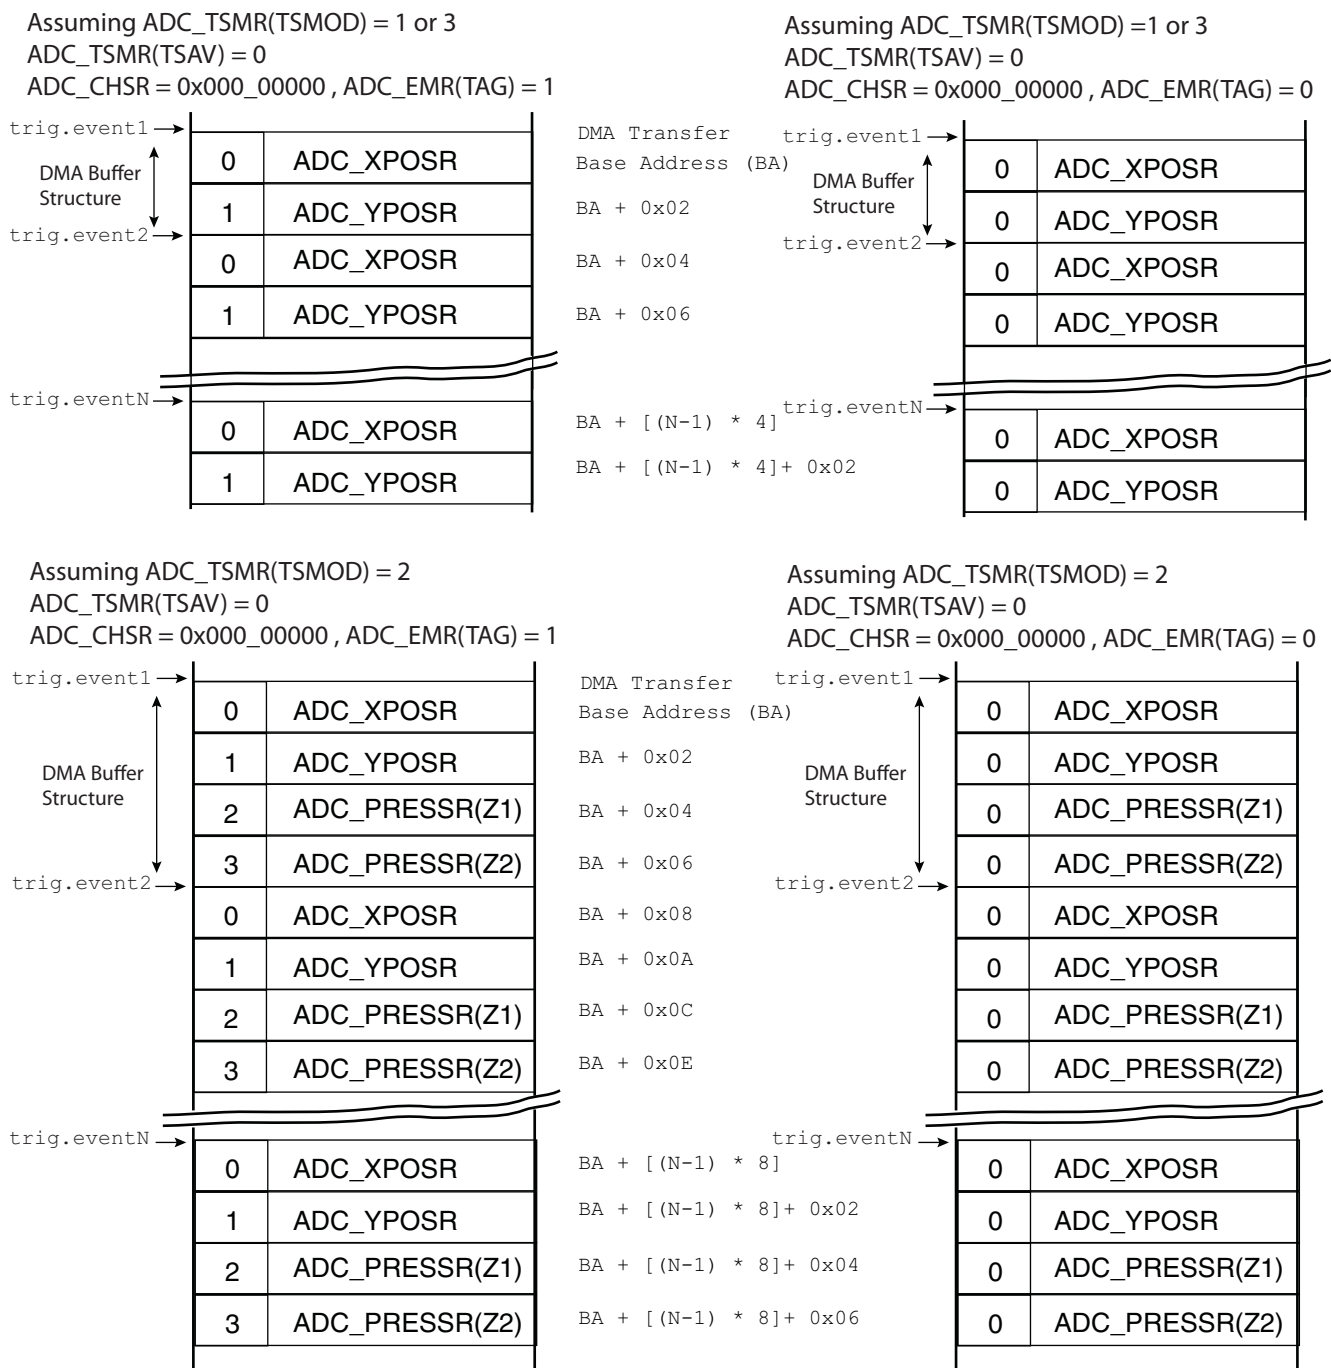 Assuming ADC_TSMR(TSMOD) = 1 or 3
ADC_TSMR(TSAV) = 0
ADC_CHSR = 0x000_00000 , ADC_EMR(TAG) = 1
trig.event1
DMA Buffer
Structure
trig.event2
trig.eventN
0 ADC_XPOSR
1 ADC_YPOSR
0 ADC_XPOSR
1 ADC_YPOSR
0 ADC_XPOSR
1 ADC_YPOSR
DMA Transfer
Base Address (BA)
BA + 0x02
BA + 0x04
BA + 0x06
BA + [(N-1) * 4]
BA + [(N-1) * 4]+ 0x02
Assuming ADC_TSMR(TSMOD) =1 or 3
ADC_TSMR(TSAV) = 0
ADC_CHSR = 0x000_00000 , ADC_EMR(TAG) = 0
trig.event1
DMA Buffer
Structure
trig.event2
trig.eventN
0 ADC_XPOSR
0 ADC_YPOSR
0 ADC_XPOSR
0 ADC_YPOSR
0 ADC_XPOSR
0 ADC_YPOSR
Assuming ADC_TSMR(TSMOD) = 2
ADC_TSMR(TSAV) = 0
ADC_CHSR = 0x000_00000 , ADC_EMR(TAG) = 1
trig.event1
DMA Buffer
Structure
trig.event2
trig.eventN
0 ADC_XPOSR
1 ADC_YPOSR
2 ADC_PRESSR(Z1)
3 ADC_PRESSR(Z2)
0 ADC_XPOSR
1 ADC_YPOSR
2 ADC_PRESSR(Z1)
3 ADC_PRESSR(Z2)
0 ADC_XPOSR
1 ADC_YPOSR
2 ADC_PRESSR(Z1)
3 ADC_PRESSR(Z2)
DMA Transfer
Base Address (BA)
BA + 0x02
BA + 0x04
BA + 0x06
BA + 0x08
BA + 0x0A
BA + 0x0C
BA + 0x0E
BA + [(N-1) * 8]
BA + [(N-1) * 8]+ 0x02
BA + [(N-1) * 8]+ 0x04
BA + [(N-1) * 8]+ 0x06
Assuming ADC_TSMR(TSMOD) = 2
ADC_TSMR(TSAV) = 0
ADC_CHSR = 0x000_00000 , ADC_EMR(TAG) = 0
trig.event1
DMA Buffer
Structure
trig.event2
trig.eventN
0 ADC_XPOSR
0 ADC_YPOSR
0 ADC_PRESSR(Z1)
0 ADC_PRESSR(Z2)
0 ADC_XPOSR
0 ADC_YPOSR
0 ADC_PRESSR(Z1)
0 ADC_PRESSR(Z2)
0 ADC_XPOSR
0 ADC_YPOSR
0 ADC_PRESSR(Z1)
0 ADC_PRESSR(Z2)